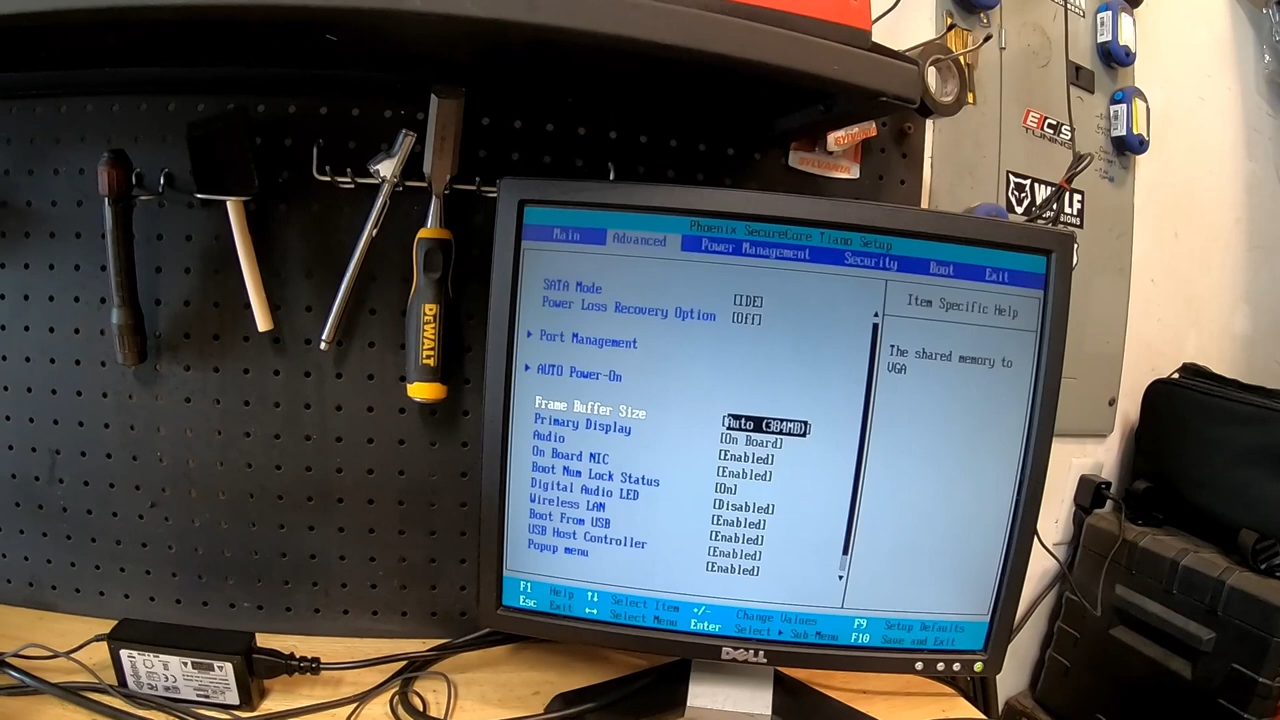 Phoenix SecureCore Tiano Setup
Main Advanced Power Management Security Boot Exit
SATA Mode [IDE]
Power Loss Recovery Option [Off]
Port Management
AUTO Power-On
Frame Buffer Size [Auto (384MB)]
Primary Display [On Board]
Audio [Enabled]
On Board NIC [Enabled]
Boot Num Lock Status [On]
Digital Audio LED [Disabled]
Wireless LAN [Enabled]
Boot From USB [Enabled]
USB Host Controller [Enabled]
Popup menu [Enabled]
Item Specific Help
The shared memory to
VGA
F1 Help ↑↓ Select Item +/- Change Values F9 Setup Defaults
Esc Exit ↔ Select Menu Enter Select ▸ Sub-Menu F10 Save and Exit
DELL
DEWALT
SYLVANIA
SYLVANIA
ECS
TUNING
WOLF